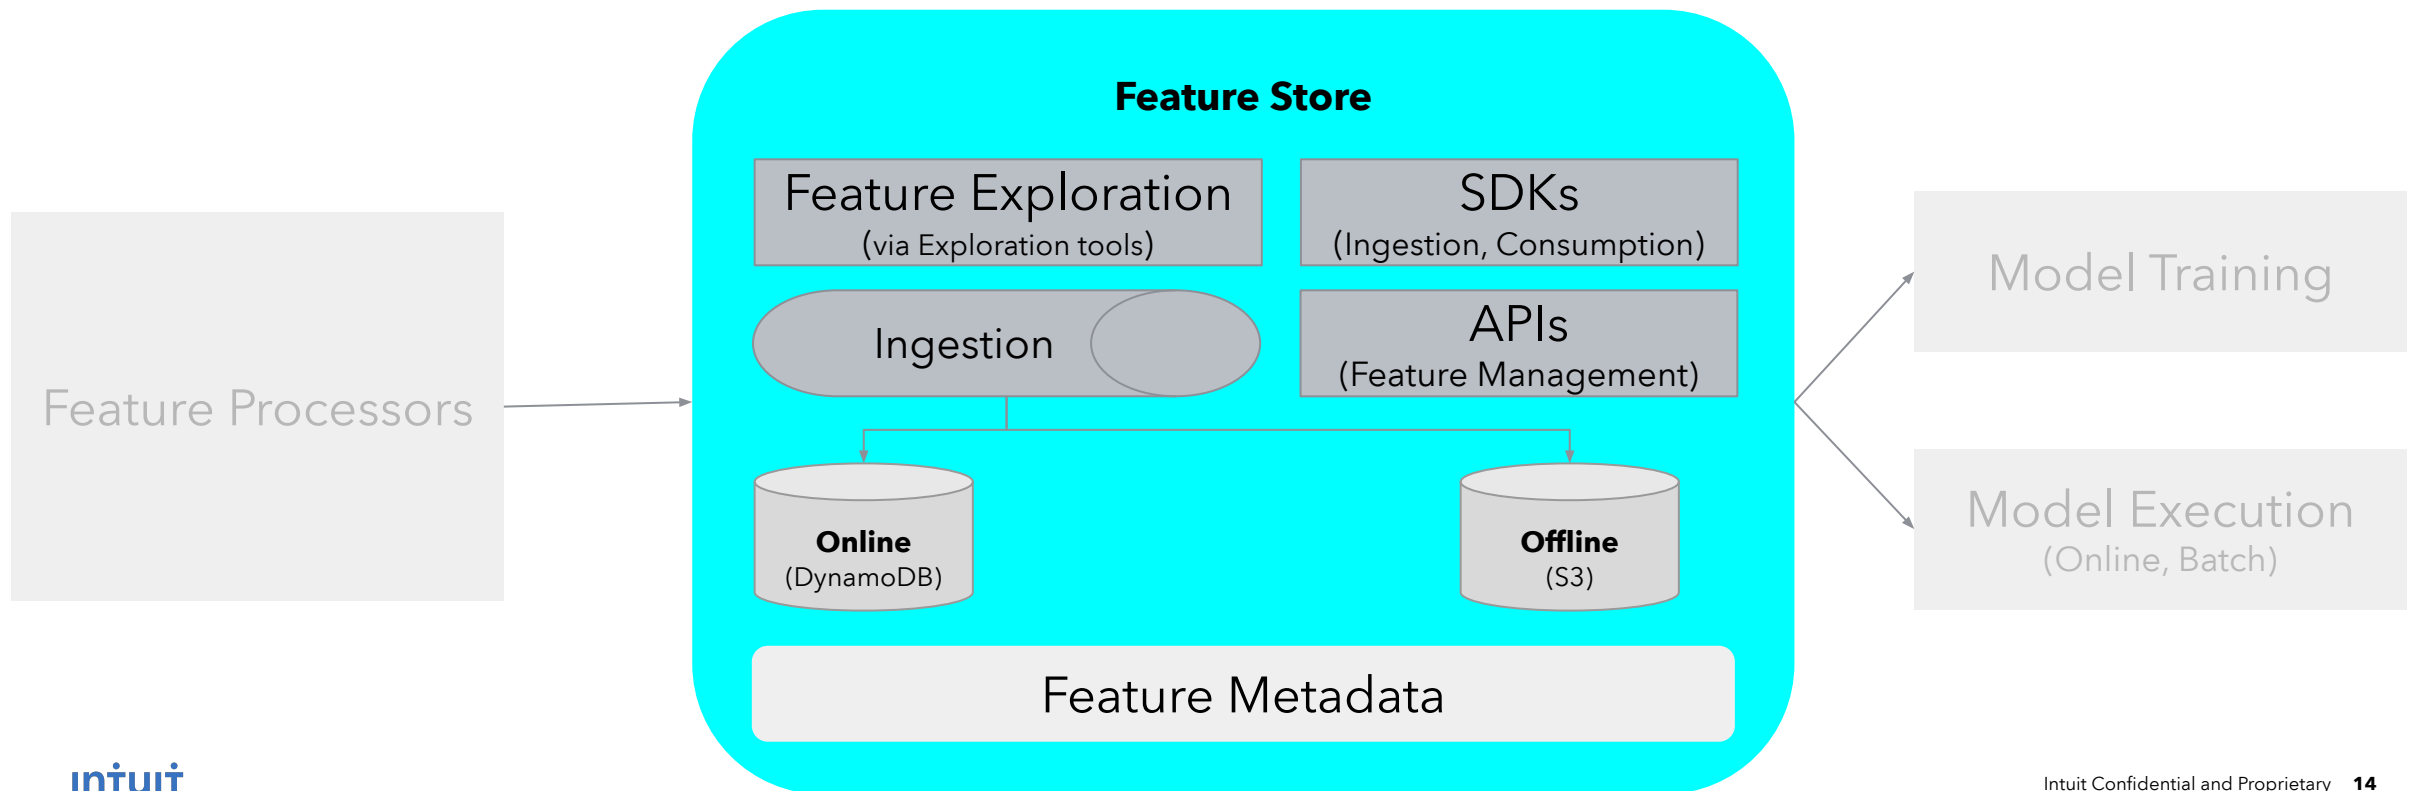 Feature Store
Feature Exploration
(via Exploration tools)
SDKs
(Ingestion, Consumption)
Ingestion
APIs
(Feature Management)
Feature Processors
Model Training
Model Execution
(Online, Batch)
Online
(DynamoDB)
Offline
(S3)
Feature Metadata
intuit
Intuit Confidential and Proprietary 14